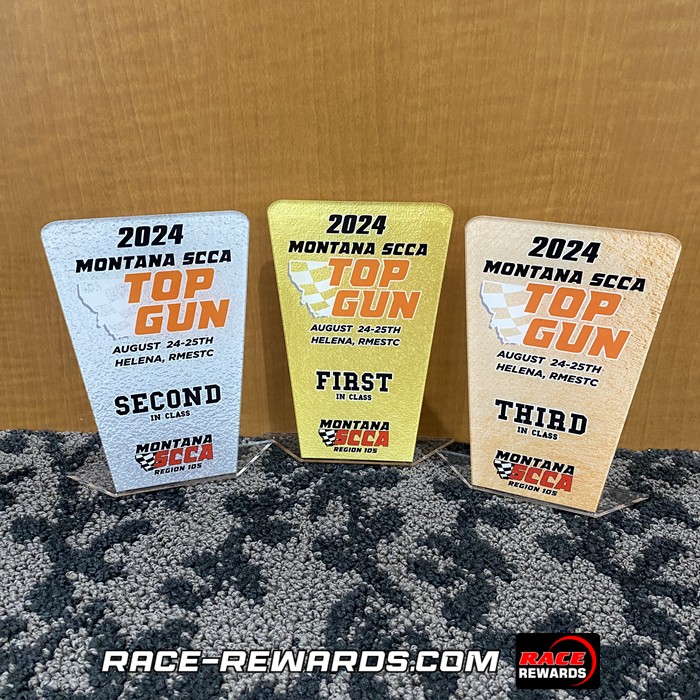 2024
MONTANA SCCA
TOP
GUN
AUGUST 24-25TH
HELENA, RMESTC
SECOND
IN CLASS
MONTANA
SCCA
REGION 105
2024
MONTANA SCCA
TOP
GUN
AUGUST 24-25TH
HELENA, RMESTC
FIRST
IN CLASS
MONTANA
SCCA
REGION 105
2024
MONTANA SCCA
TOP
GUN
AUGUST 24-25TH
HELENA, RMESTC
THIRD
IN CLASS
MONTANA
SCCA
REGION 105
RACE-REWARDS.COM
RACE
REWARDS